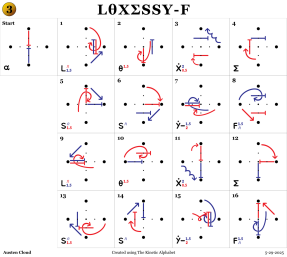 3
LθXΣSSY-F
Start
α
1
L
2
θ
3
Ẋ
4
Σ
5
S
6
S
7
Y-
8
F
9
L
10
θ
11
Ẋ
12
Σ
13
S
14
S
15
Y-
16
F
Austen Cloud
Created using The Kinetic Alphabet
5-29-2025